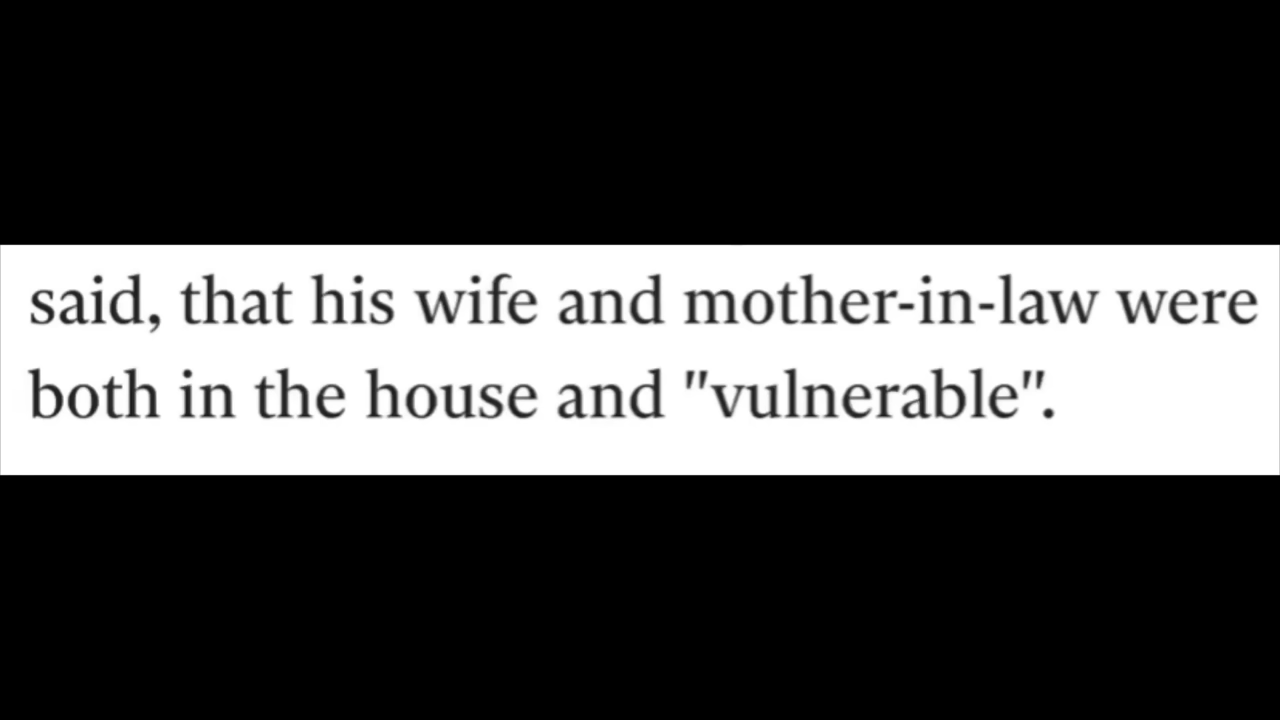 said, that his wife and mother-in-law were
both in the house and "vulnerable".